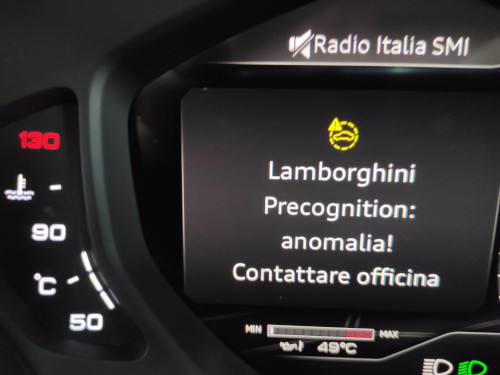 Radio Italia SMI
130
90
°C
50
Lamborghini
Precognition:
anomalia!
Contattare officina
MIN MAX
49°C